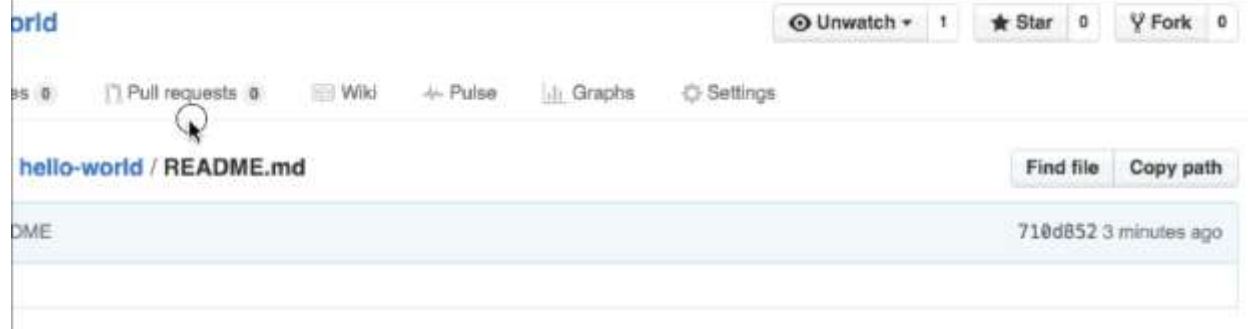 orld Unwatch 1 Star 0 Fork 0
es 0 Pull requests 0 Wiki Pulse Graphs Settings
hello-world / README.md Find file Copy path
DME 710d852 3 minutes ago